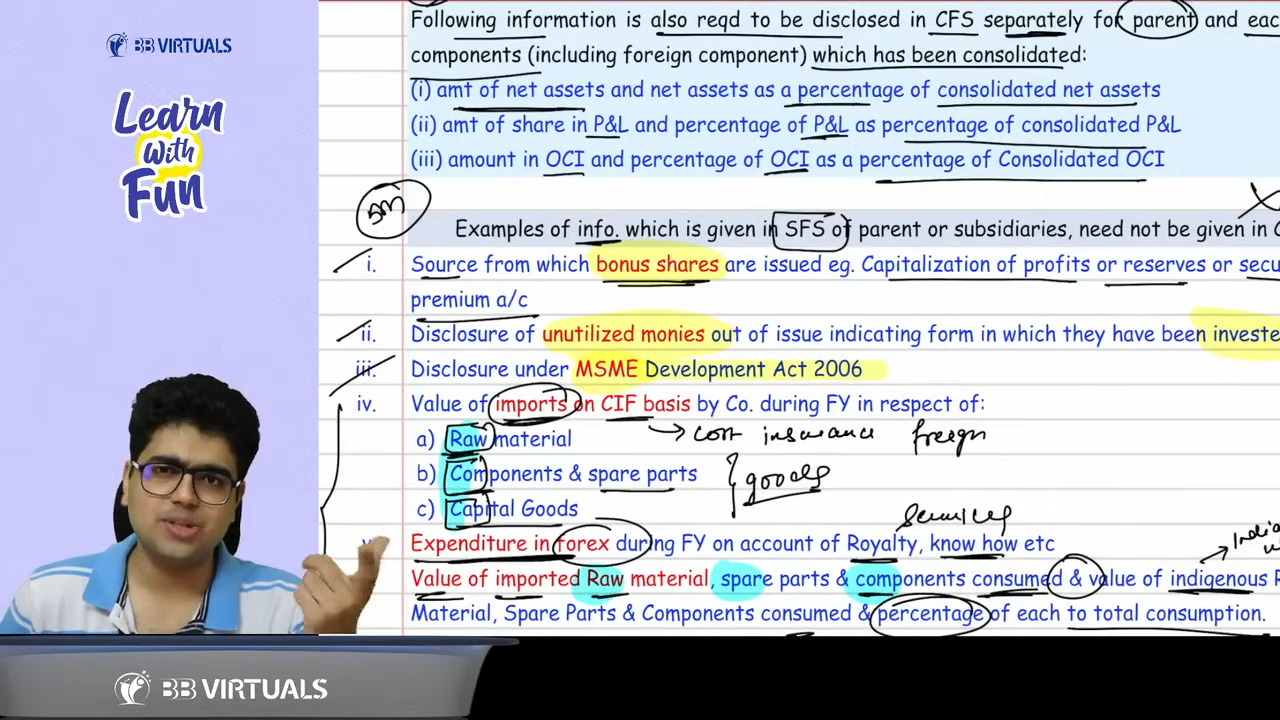 BB VIRTUALS
Learn
With
Fun
Following information is also reqd to be disclosed in CFS separately for parent and eac
components (including foreign component) which has been consolidated:
(i) amt of net assets and net assets as a percentage of consolidated net assets
(ii) amt of share in P&L and percentage of P&L as percentage of consolidated P&L
(iii) amount in OCI and percentage of OCI as a percentage of Consolidated OCI
5m
Examples of info. which is given in SFS of parent or subsidiaries, need not be given in C
i. Source from which bonus shares are issued eg. Capitalization of profits or reserves or secu
premium a/c
ii. Disclosure of unutilized monies out of issue indicating form in which they have been investe
iii. Disclosure under MSME Development Act 2006
iv. Value of imports on CIF basis by Co. during FY in respect of:
a) Raw material
cost insurance freign
b) Components & spare parts
goods
c) Capital Goods
services
v. Expenditure in forex during FY on account of Royalty, know how etc
India
Value of imported Raw material, spare parts & components consumed & value of indigenous R
Material, Spare Parts & Components consumed & percentage of each to total consumption.
BB VIRTUALS